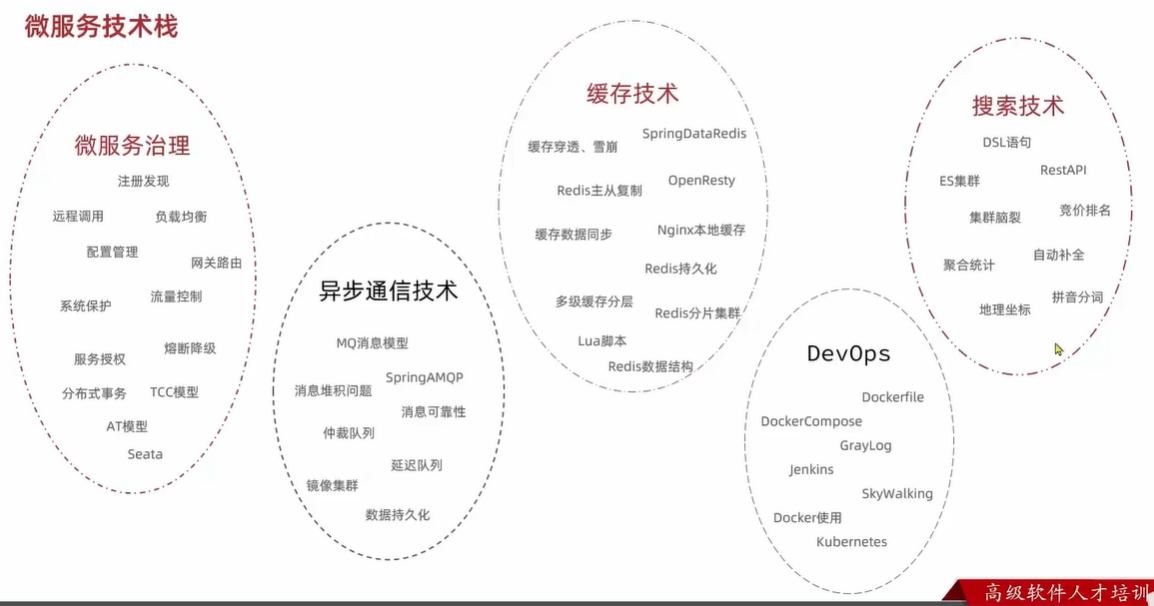 微服务技术栈
微服务治理
注册发现
远程调用
负载均衡
配置管理
网关路由
系统保护
流量控制
服务授权
熔断降级
分布式事务
TCC模型
AT模型
Seata
异步通信技术
MQ消息模型
SpringAMQP
消息堆积问题
消息可靠性
仲裁队列
延迟队列
镜像集群
数据持久化
缓存技术
SpringDataRedis
缓存穿透、雪崩
OpenResty
Redis主从复制
Nginx本地缓存
缓存数据同步
Redis持久化
多级缓存分层
Redis分片集群
Lua脚本
Redis数据结构
DevOps
Dockerfile
DockerCompose
GrayLog
Jenkins
SkyWalking
Docker使用
Kubernetes
搜索技术
DSL语句
RestAPI
ES集群
竞价排名
集群脑裂
自动补全
聚合统计
拼音分词
地理坐标
高级软件人才培训